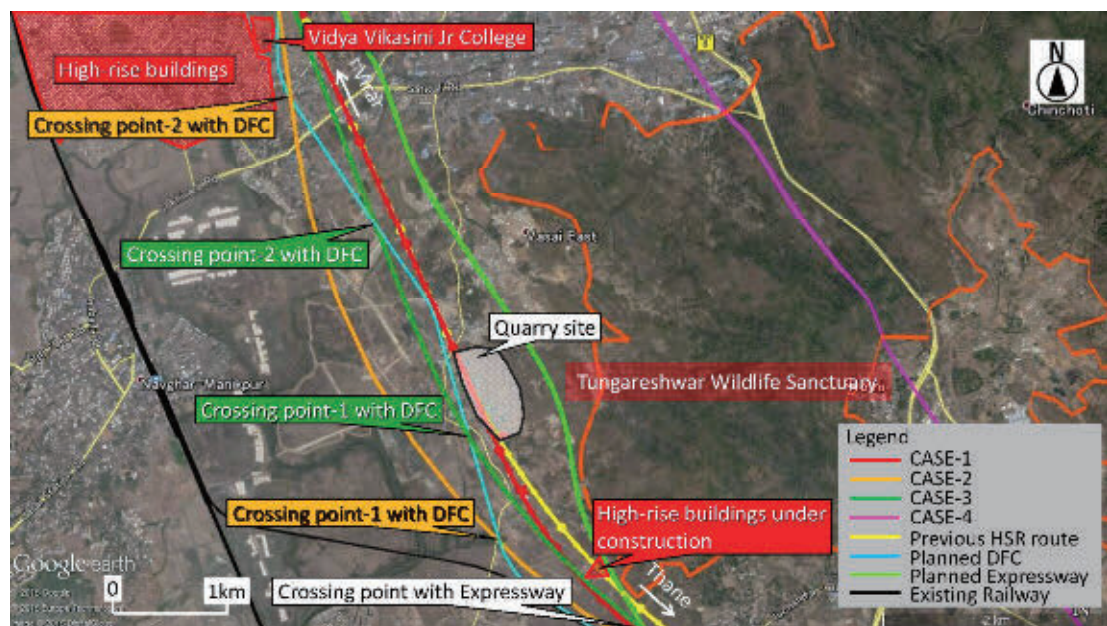 Vidya Vikasini Jr College
High-rise buildings
N
Chinchoti
Crossing point-2 with DFC
Crossing point-2 with DFC
Vasai East
Quarry site
Tungareshwar Wildlife Sanctuary
Navghar-Manikpur
Crossing point-1 with DFC
Crossing point-1 with DFC
High-rise buildings under
construction
Thane
Crossing point with Expressway
Google earth
0
1km
Legend
CASE-1
CASE-2
CASE-3
CASE-4
Previous HSR route
Planned DFC
Planned Expressway
Existing Railway